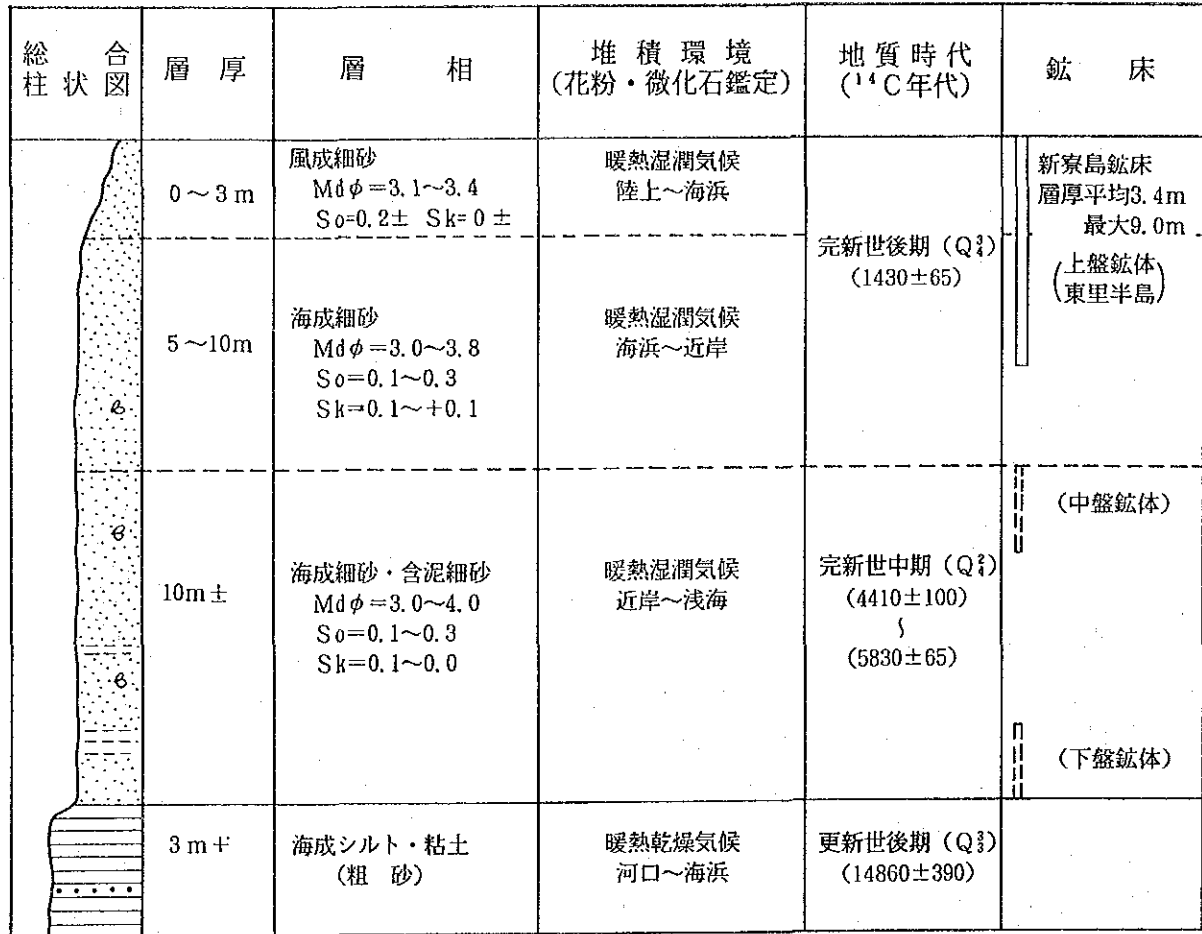 総合柱状図
層厚
層相
堆積環境
(花粉・微化石鑑定)
地質時代
(¹⁴C年代)
鉱床
0～3m
風成細砂
Mdφ=3.1～3.4
So=0.2± Sk=0±
暖熱湿潤気候
陸上～海浜
完新世後期 (Q³₄)
(1430±65)
新寮島鉱床
層厚平均3.4m
最大9.0m
(上盤鉱体
東里半島)
5～10m
海成細砂
Mdφ=3.0～3.8
So=0.1～0.3
Sk=0.1～+0.1
暖熱湿潤気候
海浜～近岸
10m±
海成細砂・含泥細砂
Mdφ=3.0～4.0
So=0.1～0.3
Sk=0.1～0.0
暖熱湿潤気候
近岸～浅海
完新世中期 (Q²₄)
(4410±100)
～
(5830±65)
(中盤鉱体)
(下盤鉱体)
3m±
海成シルト・粘土
(粗砂)
暖熱乾燥気候
河口～海浜
更新世後期 (Q³₃)
(14860±390)